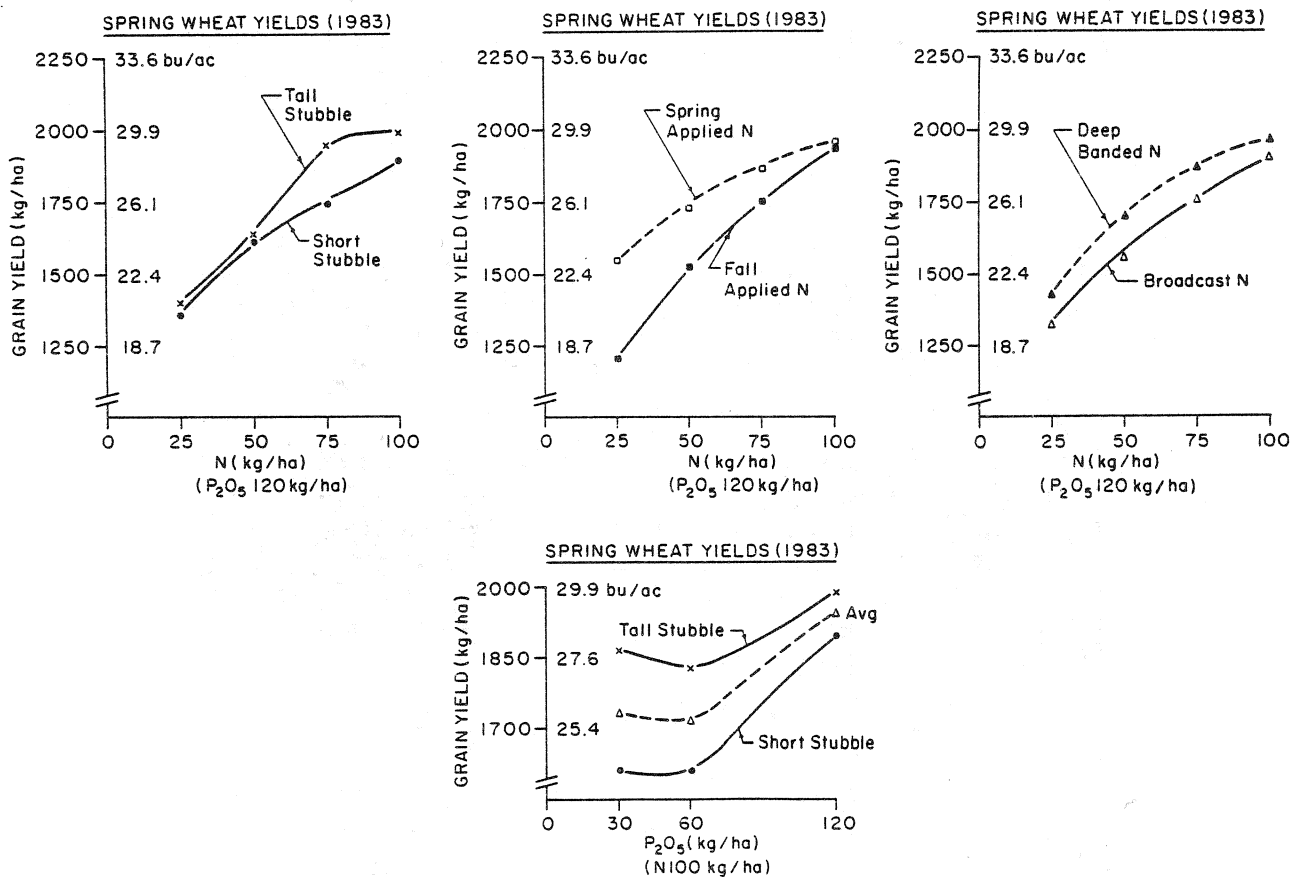 SPRING WHEAT YIELDS (1983)
GRAIN YIELD (kg/ha)
2250 33.6 bu/ac
2000 29.9
1750 26.1
1500 22.4
1250 18.7
Tall
Stubble
Short
Stubble
0 25 50 75 100
N (kg/ha)
(P₂O₅ 120 kg/ha)
SPRING WHEAT YIELDS (1983)
GRAIN YIELD (kg/ha)
2250 33.6 bu/ac
2000 29.9
1750 26.1
1500 22.4
1250 18.7
Spring
Applied N
Fall
Applied N
0 25 50 75 100
N (kg/ha)
(P₂O₅ 120 kg/ha)
SPRING WHEAT YIELDS (1983)
GRAIN YIELD (kg/ha)
2250 33.6 bu/ac
2000 29.9
1750 26.1
1500 22.4
1250 18.7
Deep
Banded N
Broadcast N
0 25 50 75 100
N (kg/ha)
(P₂O₅ 120 kg/ha)
SPRING WHEAT YIELDS (1983)
GRAIN YIELD (kg/ha)
2000 29.9 bu/ac
1850 27.6
1700 25.4
Tall Stubble
Avg
Short Stubble
0 30 60 120
P₂O₅ (kg/ha)
(N100 kg/ha)